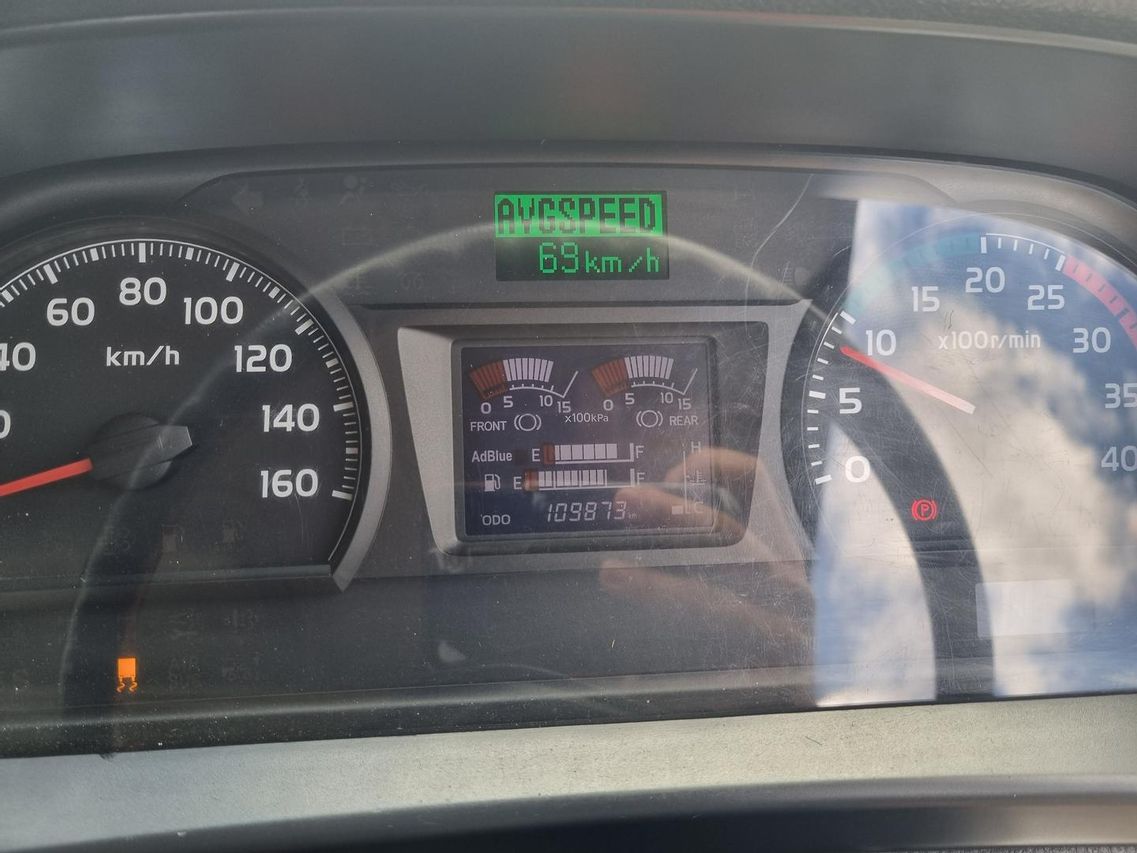 AVGSPEED
69km/h
40 60 80 100 120 140 160
km/h
0 5 10 15
0 5 10 15
x100kPa
FRONT
REAR
AdBlue E F
E F
H
C
ODO 109873 km
0 5 10 15 20 25 30 35 40
x100r/min
P